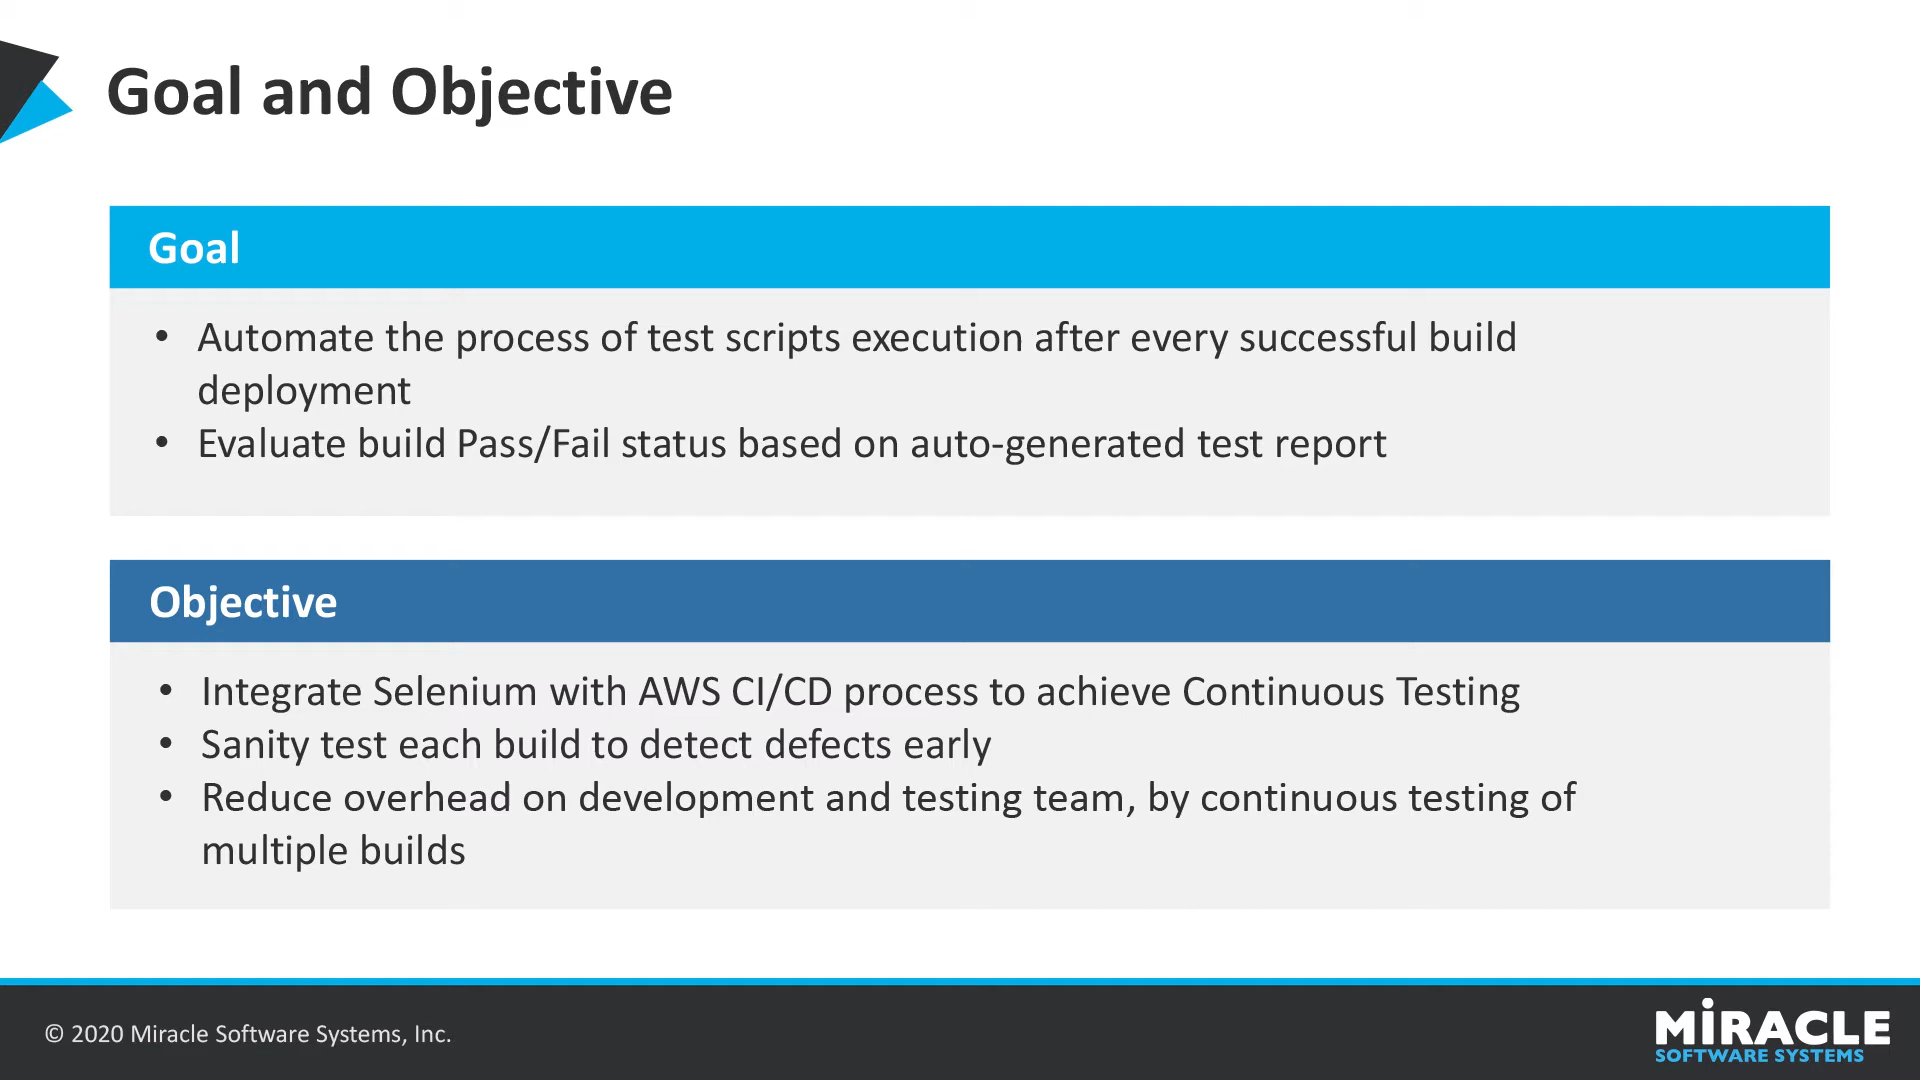 Goal and Objective
Goal
• Automate the process of test scripts execution after every successful build
deployment
• Evaluate build Pass/Fail status based on auto-generated test report
Objective
• Integrate Selenium with AWS CI/CD process to achieve Continuous Testing
• Sanity test each build to detect defects early
• Reduce overhead on development and testing team, by continuous testing of
multiple builds
© 2020 Miracle Software Systems, Inc.
MiRACLE
SOFTWARE SYSTEMS